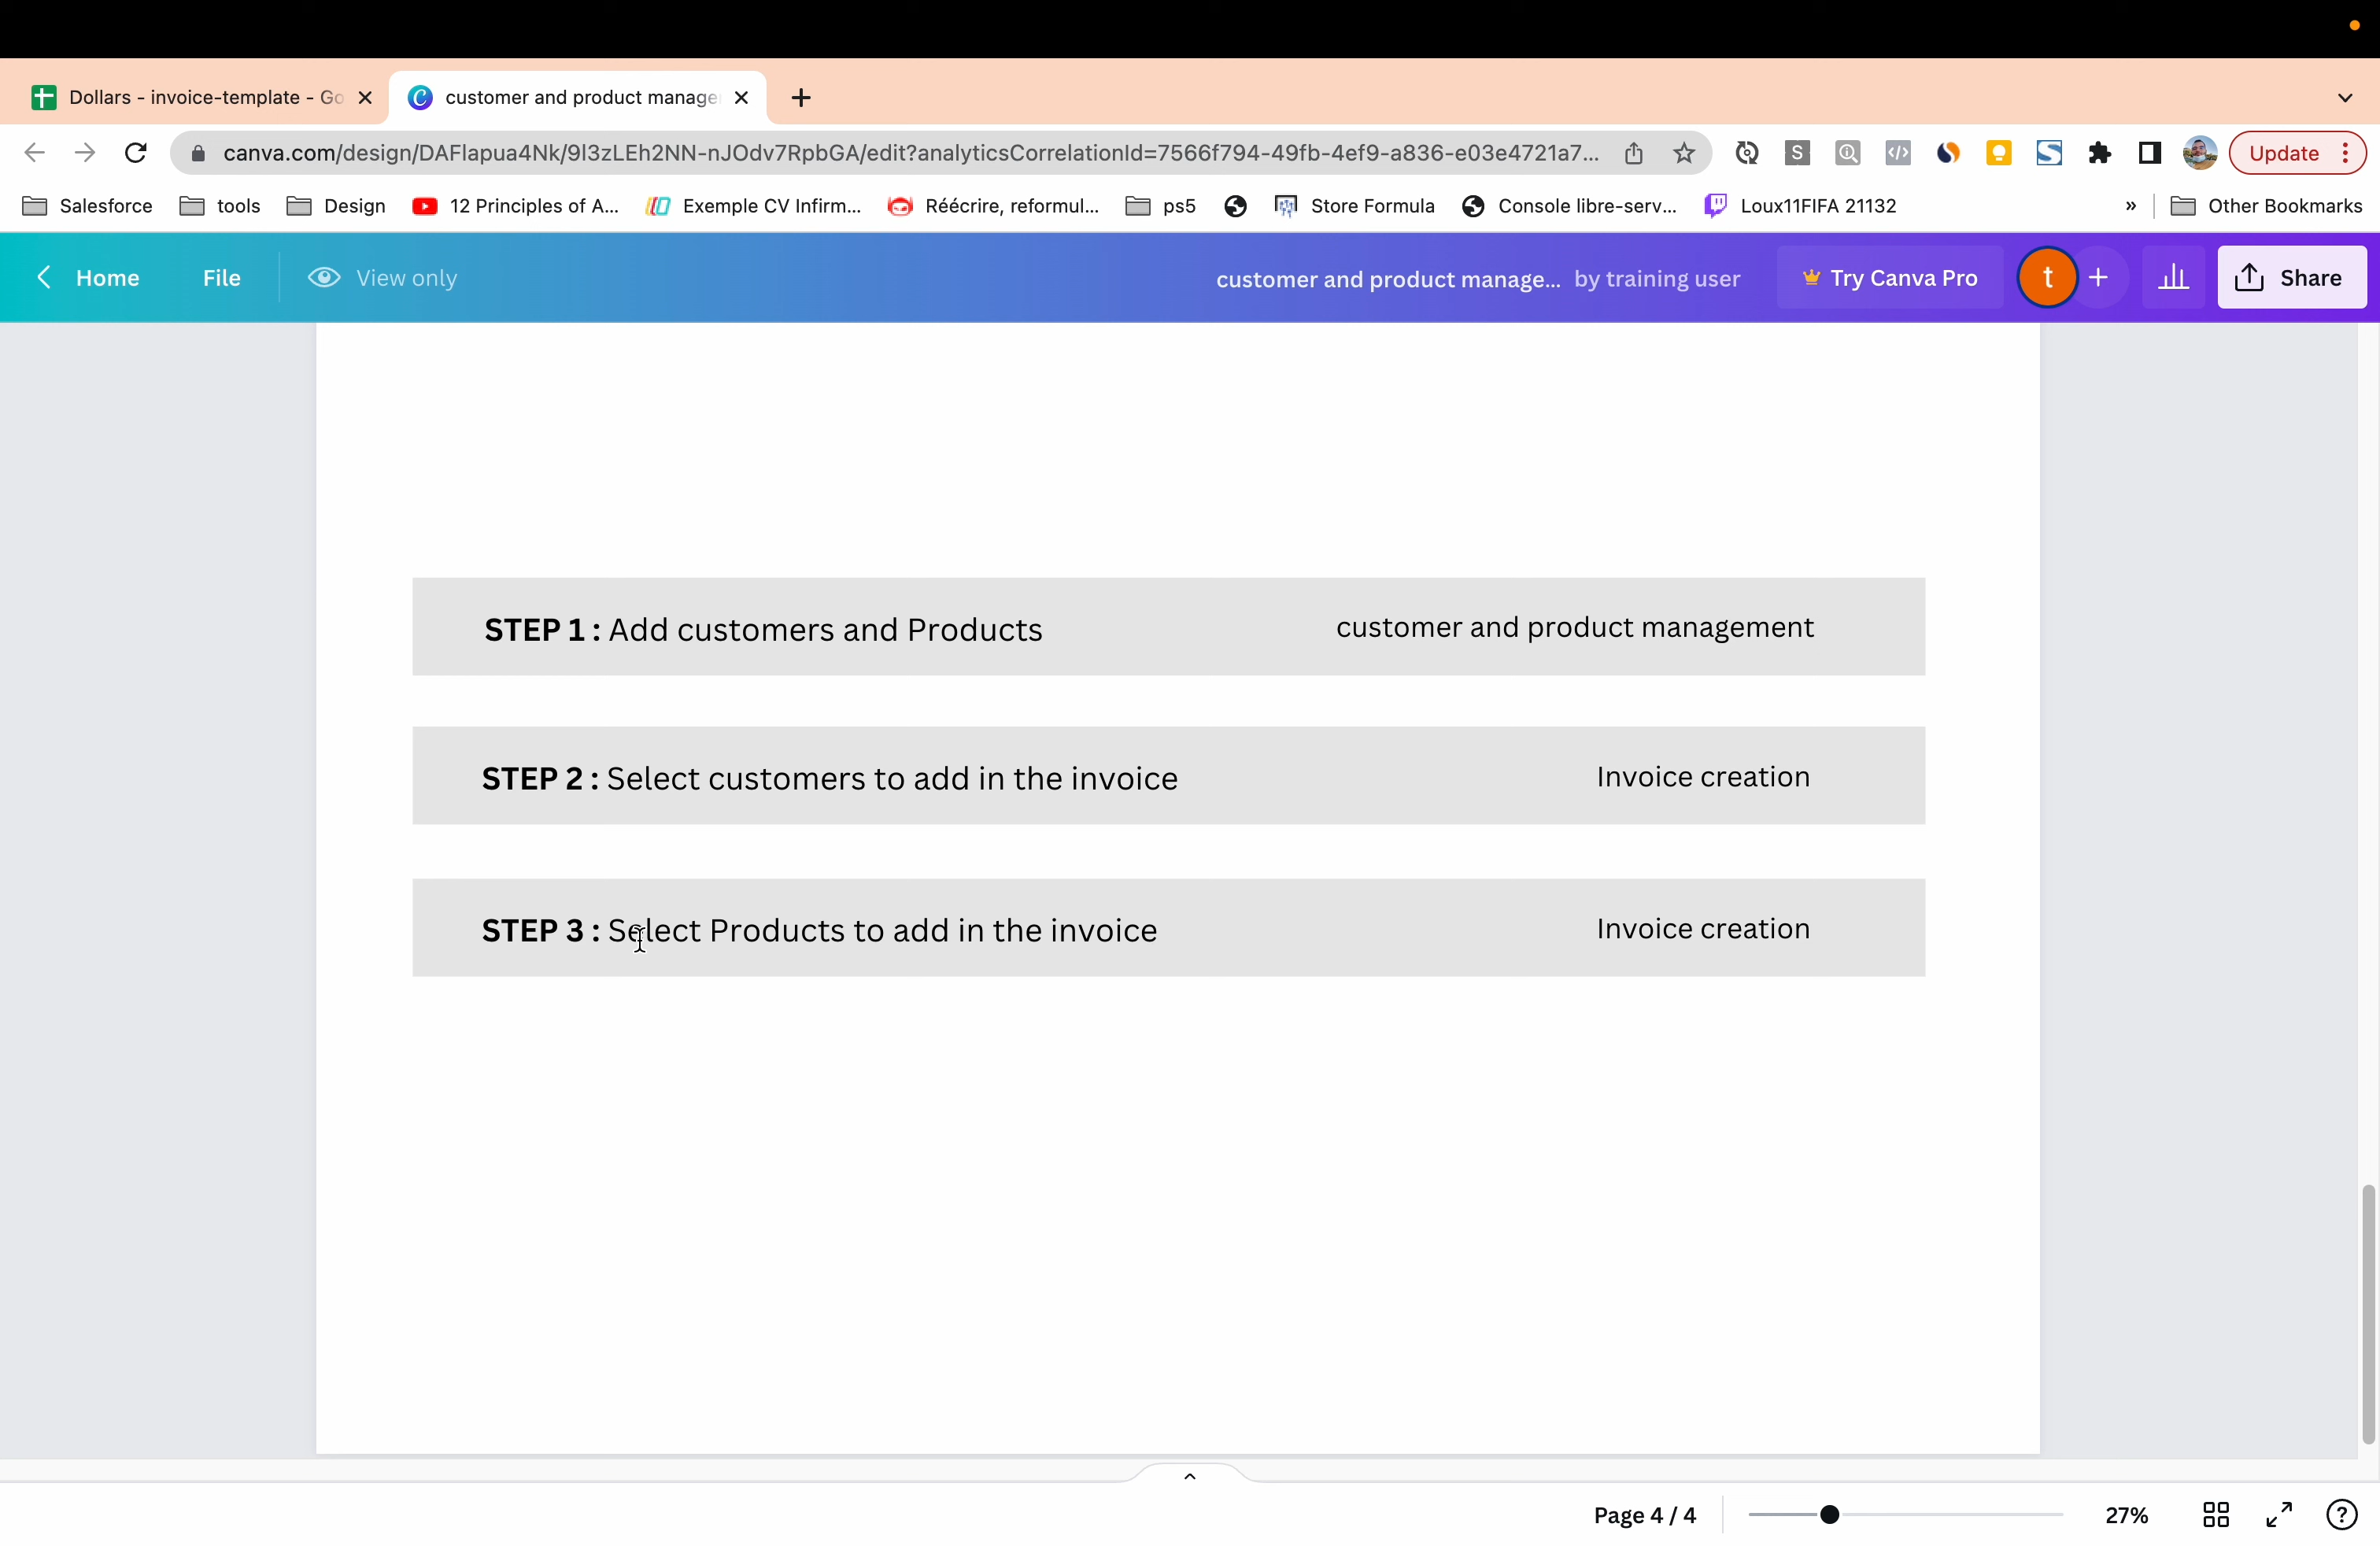 Dollars - invoice-template - Go
customer and product manage
canva.com/design/DAFlapua4Nk/9I3zLEh2NN-nJOdv7RpbGA/edit?analyticsCorrelationId=7566f794-49fb-4ef9-a836-e03e4721a7...
S
Update
Salesforce
tools
Design
12 Principles of A...
Exemple CV Infirm...
Réécrire, reformul...
ps5
Store Formula
Console libre-serv...
Loux11FIFA 21132
»
Other Bookmarks
Home
File
View only
customer and product manage... by training user
Try Canva Pro
t
Share
STEP 1 : Add customers and Products
customer and product management
STEP 2 : Select customers to add in the invoice
Invoice creation
STEP 3 : Select Products to add in the invoice
Invoice creation
Page 4 / 4
27%